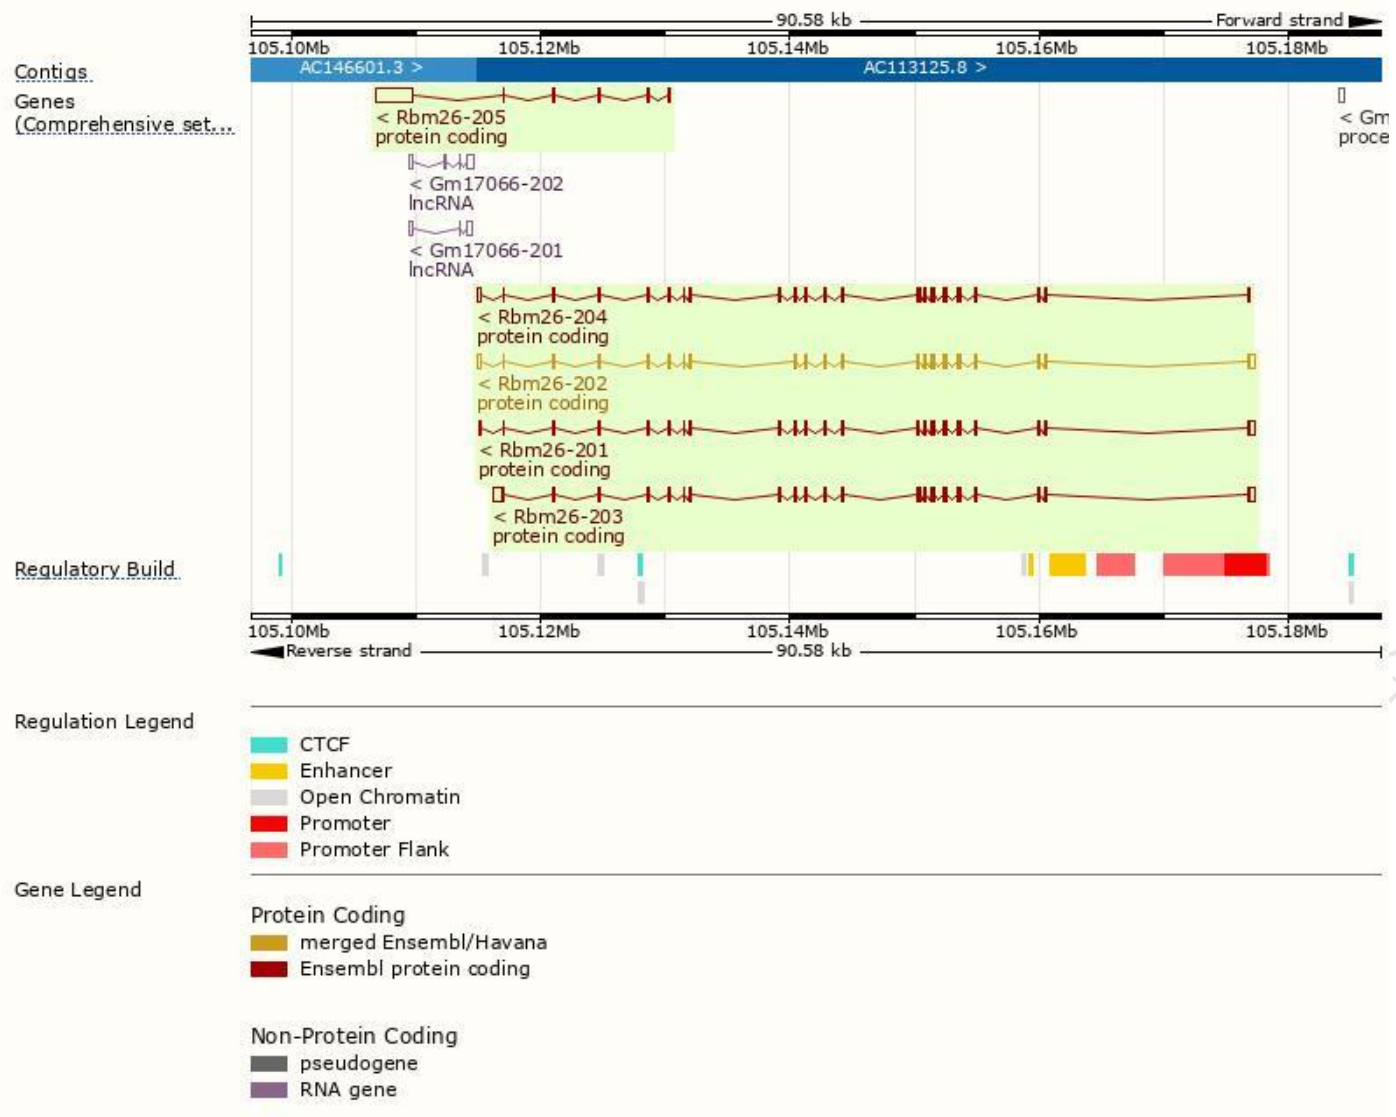 90.58 kb Forward strand
105.10Mb 105.12Mb 105.14Mb 105.16Mb 105.18Mb
Contigs AC146601.3 > AC113125.8 >
Genes
(Comprehensive set...
< Rbm26-205
protein coding
< Gm
proce
< Gm17066-202
lncRNA
< Gm17066-201
lncRNA
< Rbm26-204
protein coding
< Rbm26-202
protein coding
< Rbm26-201
protein coding
< Rbm26-203
protein coding
Regulatory Build
105.10Mb 105.12Mb 105.14Mb 105.16Mb 105.18Mb
Reverse strand 90.58 kb
Regulation Legend
CTCF
Enhancer
Open Chromatin
Promoter
Promoter Flank
Gene Legend
Protein Coding
merged Ensembl/Havana
Ensembl protein coding
Non-Protein Coding
pseudogene
RNA gene